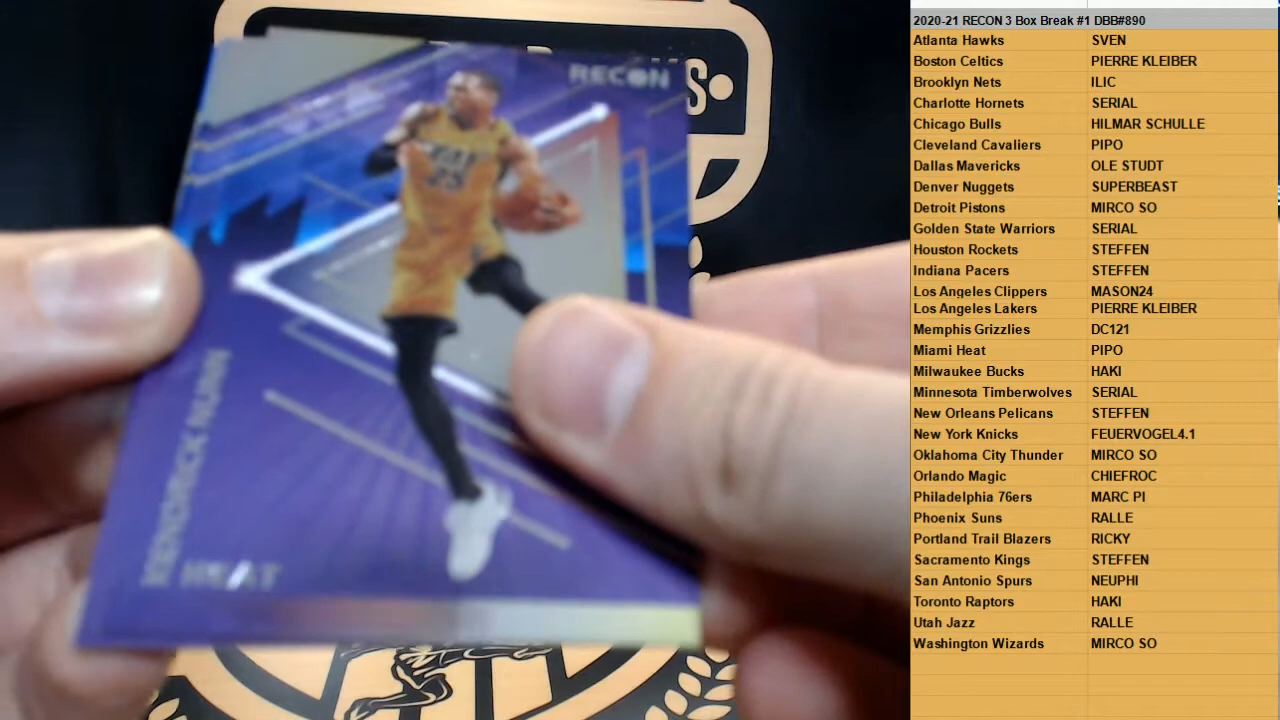 RECON
S
KENDRICK NUNN
HEAT
2020-21 RECON 3 Box Break #1 DBB#890
Atlanta Hawks SVEN
Boston Celtics PIERRE KLEIBER
Brooklyn Nets ILIC
Charlotte Hornets SERIAL
Chicago Bulls HILMAR SCHULLE
Cleveland Cavaliers PIPO
Dallas Mavericks OLE STUDT
Denver Nuggets SUPERBEAST
Detroit Pistons MIRCO SO
Golden State Warriors SERIAL
Houston Rockets STEFFEN
Indiana Pacers STEFFEN
Los Angeles Clippers MASON24
Los Angeles Lakers PIERRE KLEIBER
Memphis Grizzlies DC121
Miami Heat PIPO
Milwaukee Bucks HAKI
Minnesota Timberwolves SERIAL
New Orleans Pelicans STEFFEN
New York Knicks FEUERVOGEL4.1
Oklahoma City Thunder MIRCO SO
Orlando Magic CHIEFROC
Philadelphia 76ers MARC PI
Phoenix Suns RALLE
Portland Trail Blazers RICKY
Sacramento Kings STEFFEN
San Antonio Spurs NEUPHI
Toronto Raptors HAKI
Utah Jazz RALLE
Washington Wizards MIRCO SO